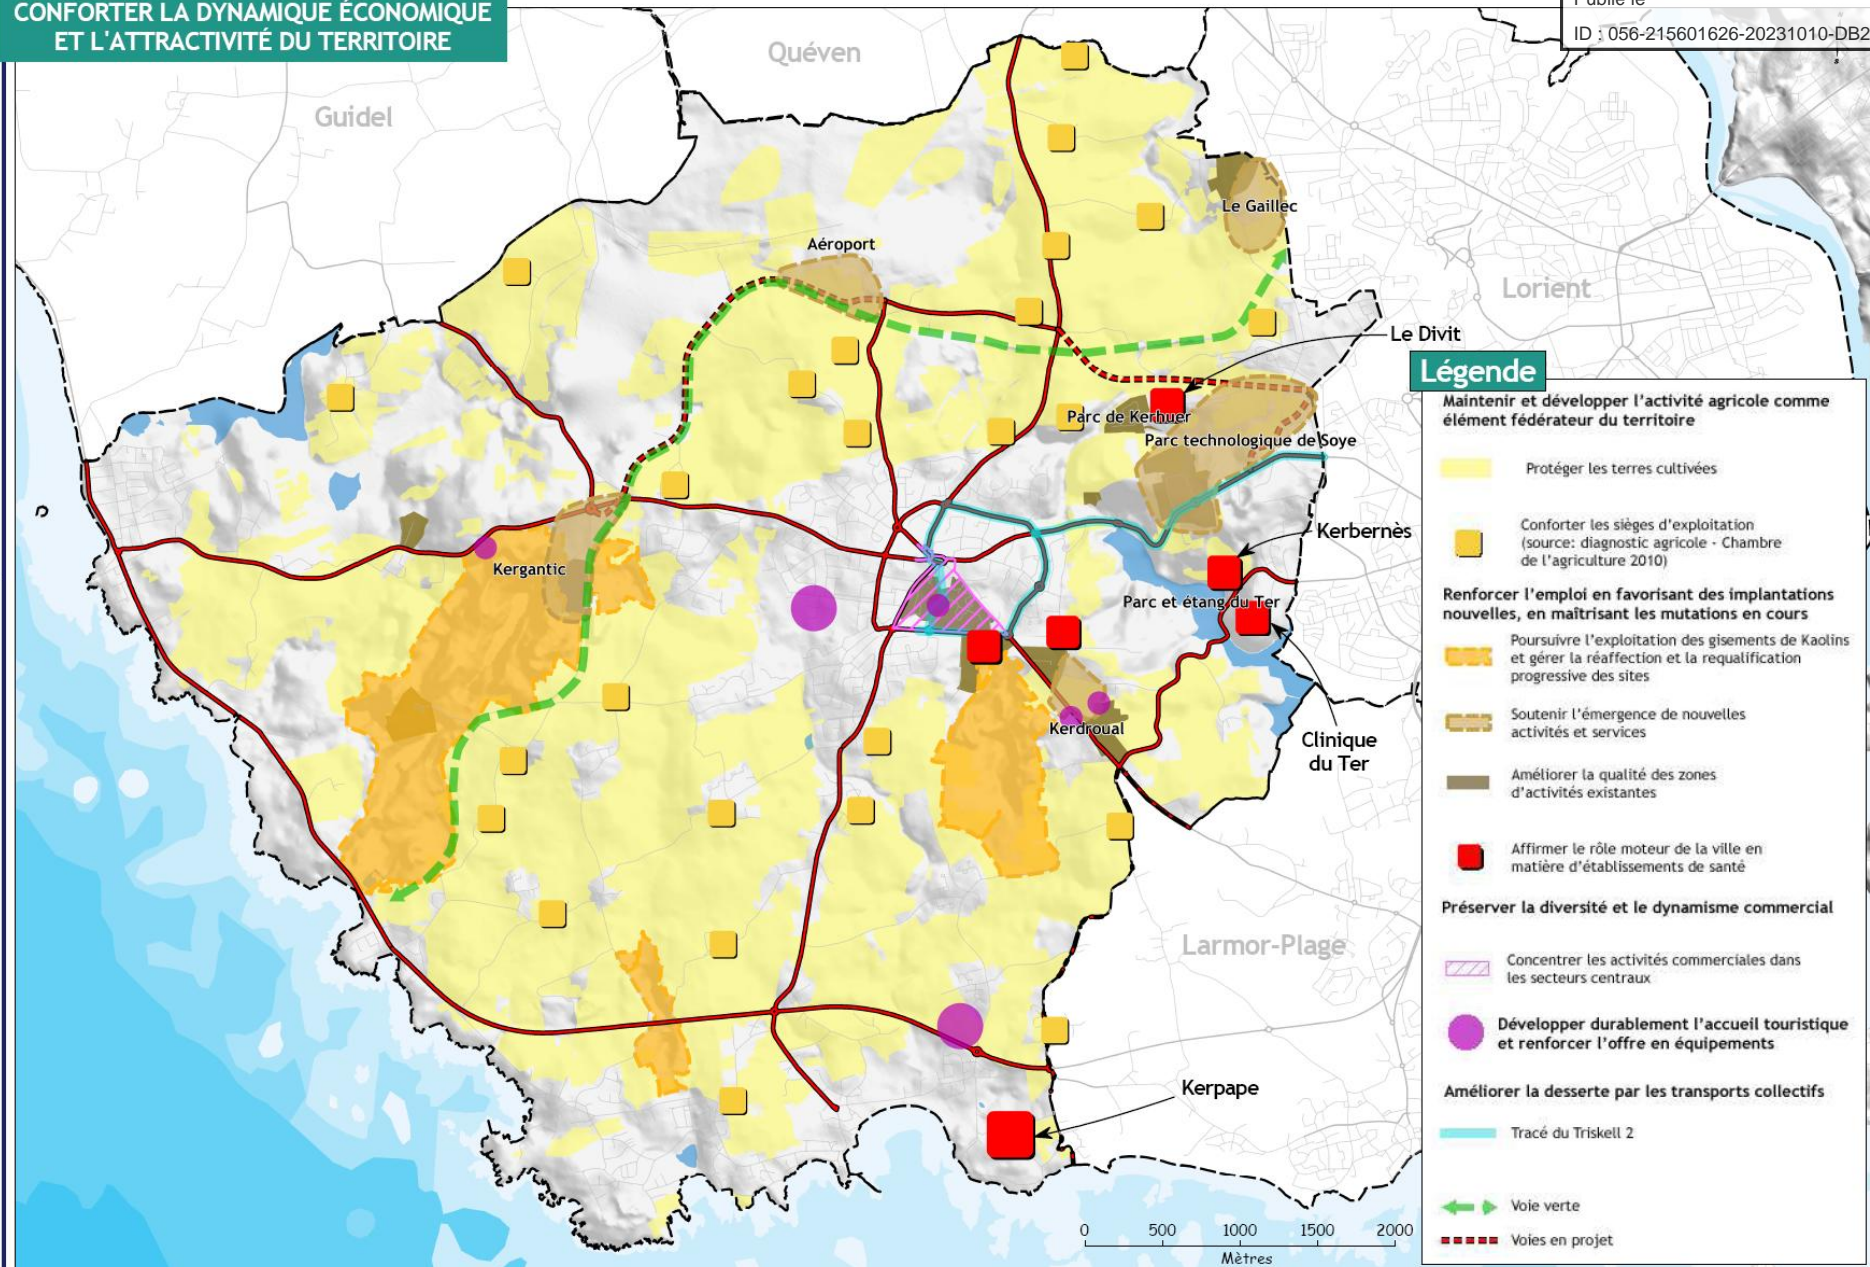 CONFORTER LA DYNAMIQUE ÉCONOMIQUE
ET L'ATTRACTIVITÉ DU TERRITOIRE
Publié le
ID : 056-215601626-20231010-DB2
Quéven
Guidel
Le Gaillec
Aéroport
Lorient
Le Divit
Parc de Kerhuer
Parc technologique de Soye
Kerbernès
Kergantic
Parc et étang du Ter
Kerdroual
Clinique
du Ter
Larmor-Plage
Kerpape
0 500 1000 1500 2000
Mètres
Légende
Maintenir et développer l'activité agricole comme
élément fédérateur du territoire
Protéger les terres cultivées
Conforter les sièges d'exploitation
(source: diagnostic agricole - Chambre
de l'agriculture 2010)
Renforcer l'emploi en favorisant des implantations
nouvelles, en maîtrisant les mutations en cours
Poursuivre l'exploitation des gisements de Kaolins
et gérer la réaffection et la requalification
progressive des sites
Soutenir l'émergence de nouvelles
activités et services
Améliorer la qualité des zones
d'activités existantes
Affirmer le rôle moteur de la ville en
matière d'établissements de santé
Préserver la diversité et le dynamisme commercial
Concentrer les activités commerciales dans
les secteurs centraux
Développer durablement l'accueil touristique
et renforcer l'offre en équipements
Améliorer la desserte par les transports collectifs
Tracé du Triskell 2
Voie verte
Voies en projet